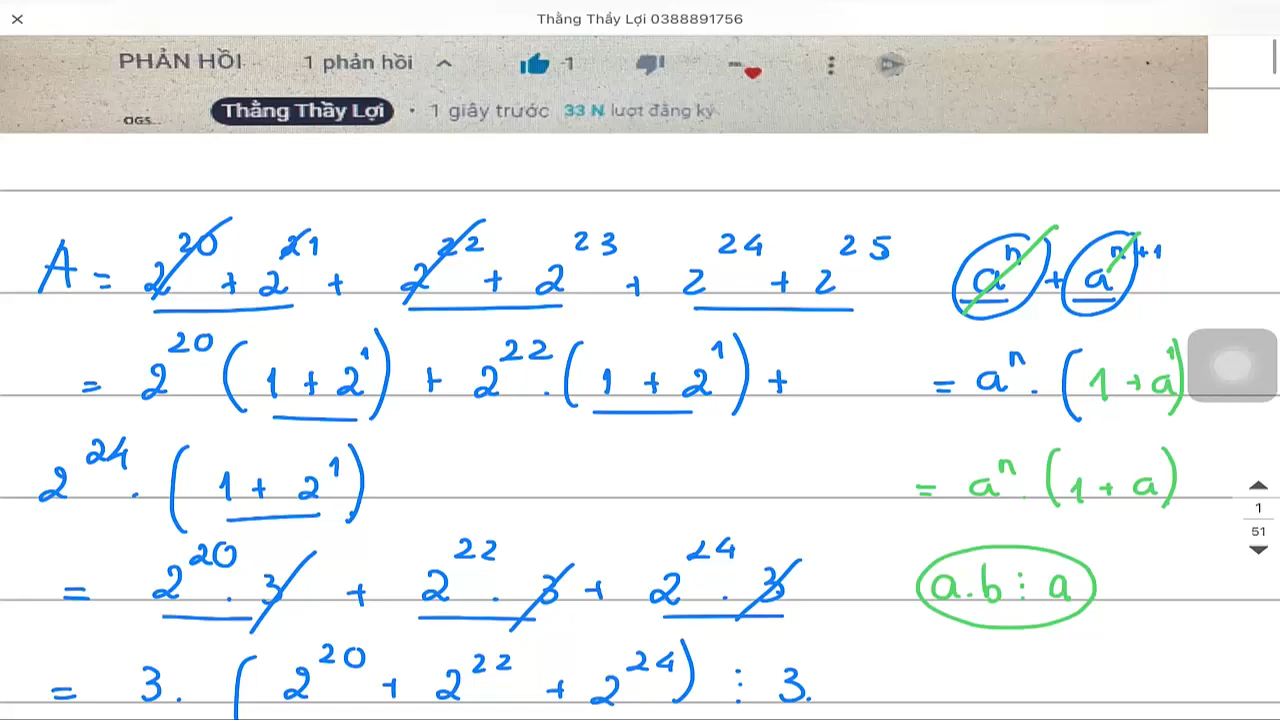 × Thằng Thầy Lợi 0388891756
PHẢN HỒI 1 phản hồi 1
Thằng Thầy Lợi • 1 giây trước 33 N lượt đăng ký
A = 2^20 + 2^21 + 2^22 + 2^23 + 2^24 + 2^25
a^n + a^n+1
= 2^20 (1 + 2^1) + 2^22 . (1 + 2^1) +
= a^n . (1 + a^1)
2^24 . (1 + 2^1)
= a^n . (1 + a)
1
51
= 2^20 . 3 + 2^22 . 3 + 2^24 . 3
a.b ⋮ a
= 3 . (2^20 + 2^22 + 2^24) ⋮ 3.